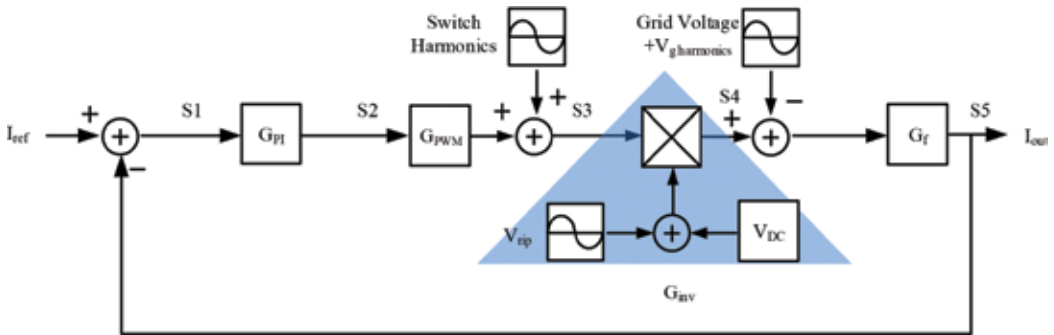 Switch
Harmonics
Grid Voltage
+Vgharmonics
+
+
+
S1
S2
+
S3
S4
−
S5
Iref
+
GPI
GPWM
+
+
+
Gf
Iout
−
Vrip
+
VDC
Ginv